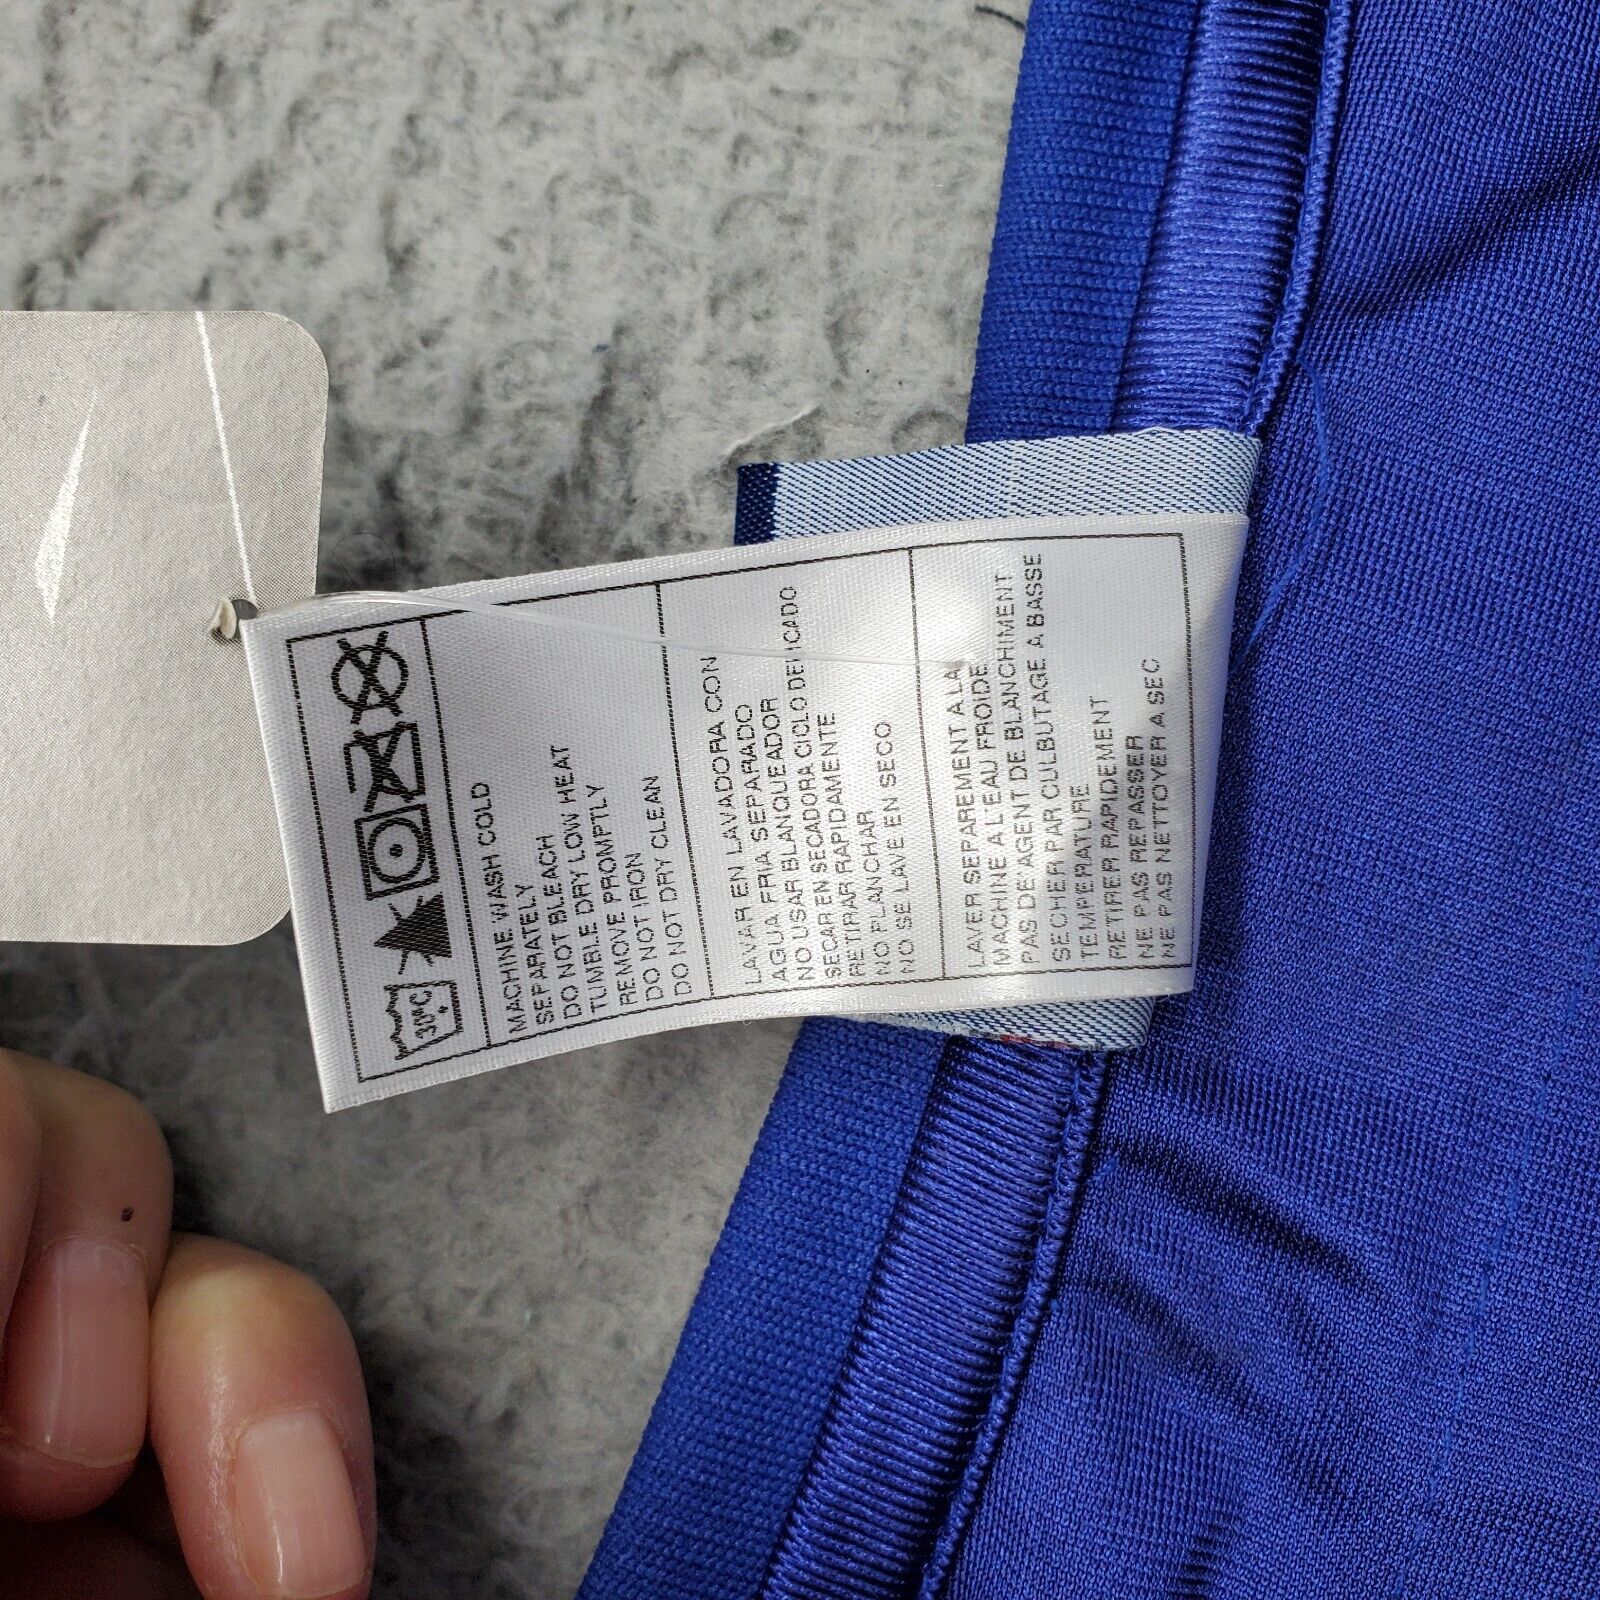 30°C
MACHINE WASH COLD
SEPARATELY
DO NOT BLEACH
TUMBLE DRY LOW HEAT
REMOVE PROMPTLY
DO NOT IRON
DO NOT DRY CLEAN
LAVAR EN LAVADORA CON
AGUA FRIA SEPARADO
NO USAR BLANQUEADOR
SECAR EN SECADORA CICLO DELICADO
RETIRAR RAPIDAMENTE
NO PLANCHAR
NO SE LAVE EN SECO
LAVER SEPAREMENT A LA
MACHINE A L'EAU FROIDE
PAS DE AGENT DE BLANCHIMENT
SECHER PAR CULBUTAGE A BASSE
TEMPERATURE
RETIRER RAPIDEMENT
NE PAS REPASSER
NE PAS NETTOYER A SEC